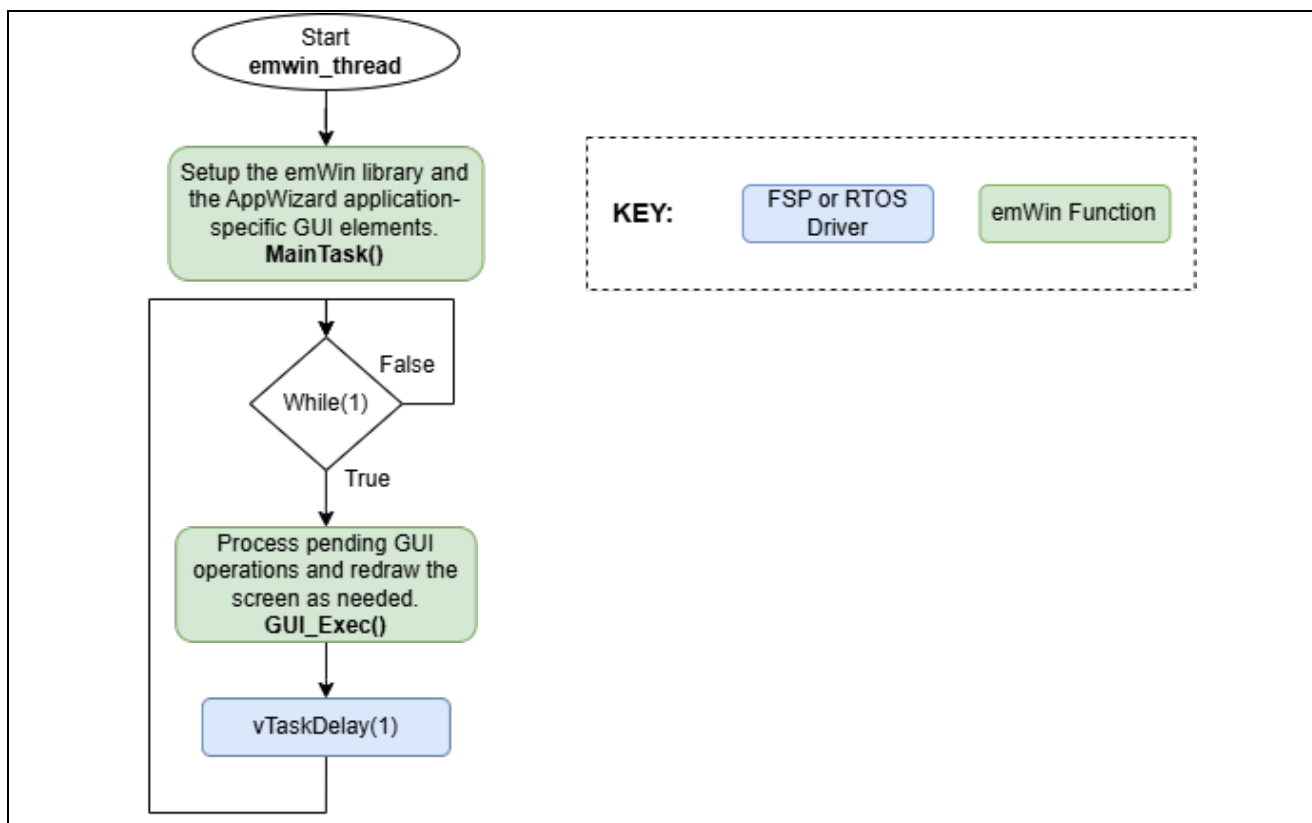 Start
emwin_thread
Setup the emWin library and
the AppWizard application-
specific GUI elements.
MainTask()
KEY:
FSP or RTOS
Driver
emWin Function
False
While(1)
True
Process pending GUI
operations and redraw the
screen as needed.
GUI_Exec()
vTaskDelay(1)